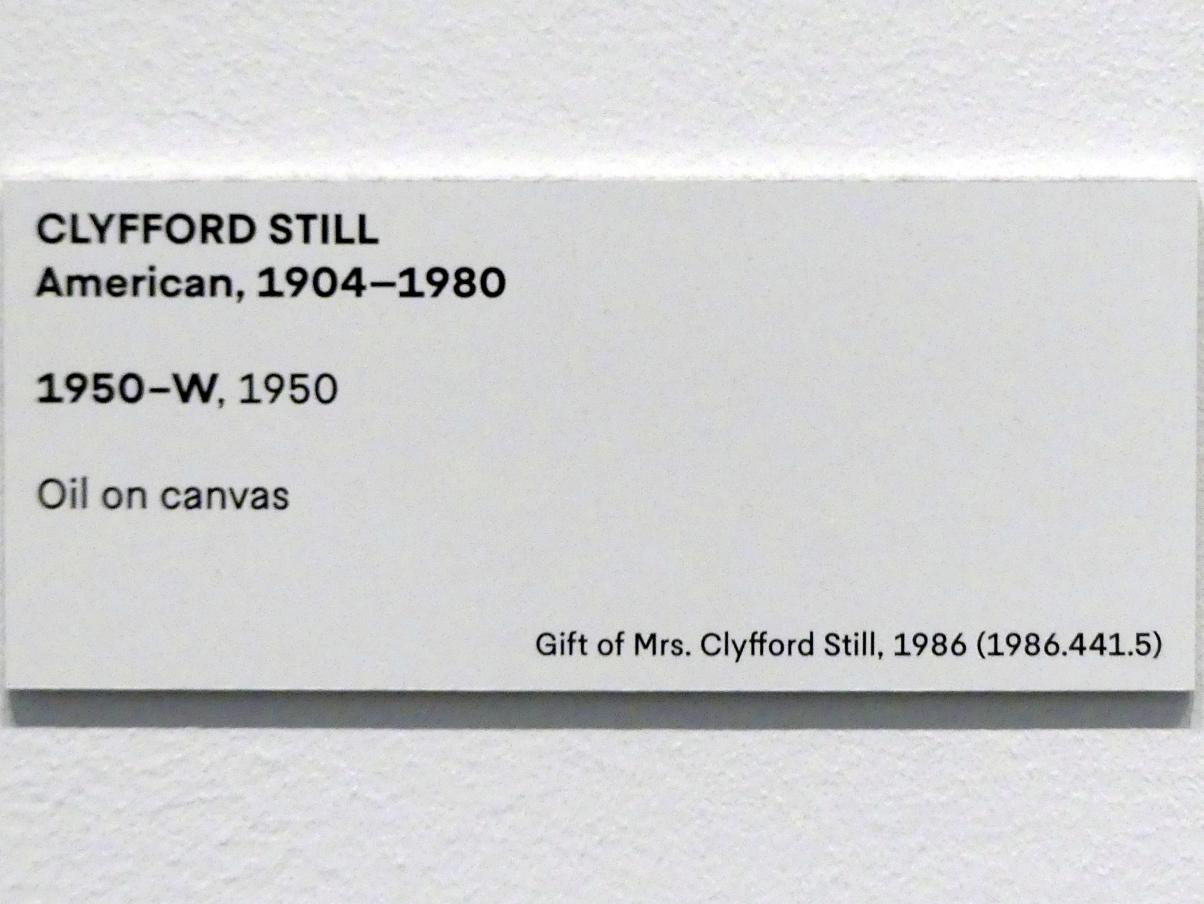 CLYFFORD STILL
American, 1904–1980
1950–W, 1950
Oil on canvas
Gift of Mrs. Clyfford Still, 1986 (1986.441.5)